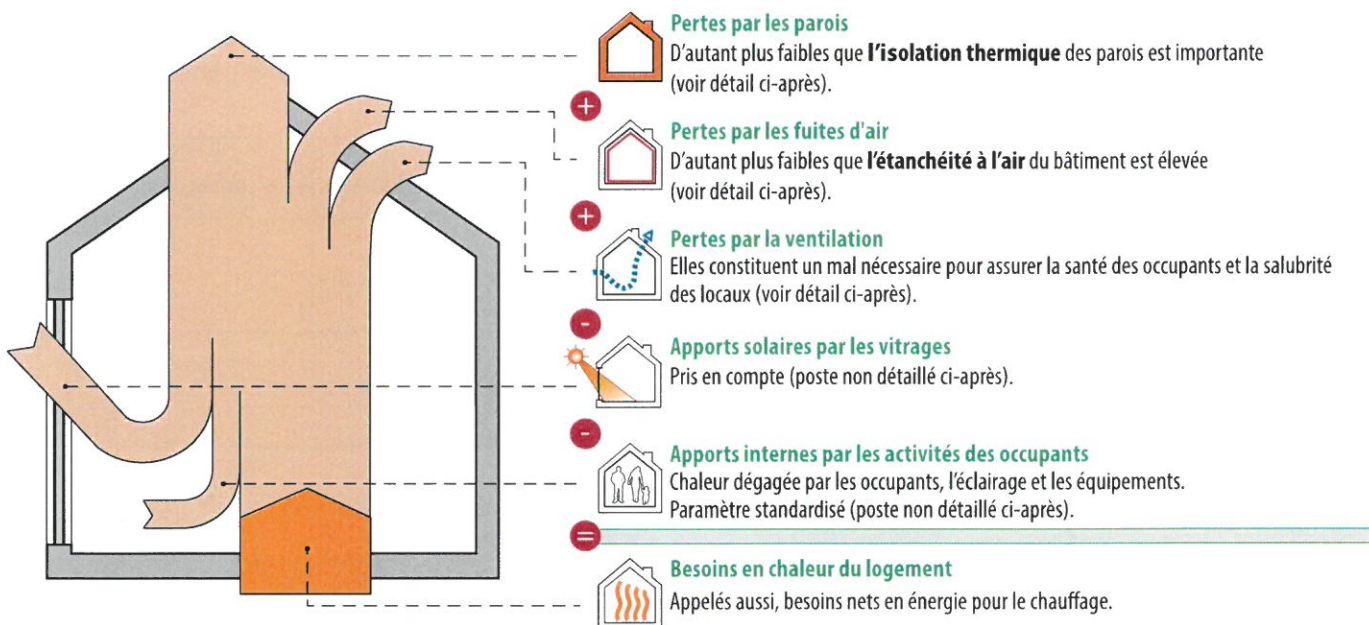 Pertes par les parois
D'autant plus faibles que l'isolation thermique des parois est importante
(voir détail ci-après).
+
Pertes par les fuites d'air
D'autant plus faibles que l'étanchéité à l'air du bâtiment est élevée
(voir détail ci-après).
+
Pertes par la ventilation
Elles constituent un mal nécessaire pour assurer la santé des occupants et la salubrité
des locaux (voir détail ci-après).
-
Apports solaires par les vitrages
Pris en compte (poste non détaillé ci-après).
-
Apports internes par les activités des occupants
Chaleur dégagée par les occupants, l'éclairage et les équipements.
Paramètre standardisé (poste non détaillé ci-après).
=
Besoins en chaleur du logement
Appelés aussi, besoins nets en énergie pour le chauffage.